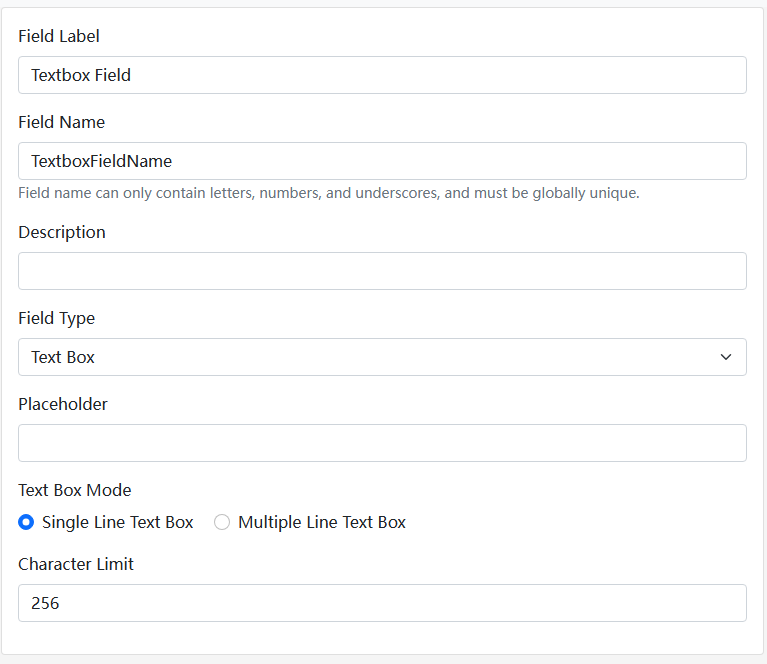 Field Label
Textbox Field
Field Name
TextboxFieldName
Field name can only contain letters, numbers, and underscores, and must be globally unique.
Description
Field Type
Text Box
Placeholder
Text Box Mode
Single Line Text Box Multiple Line Text Box
Character Limit
256